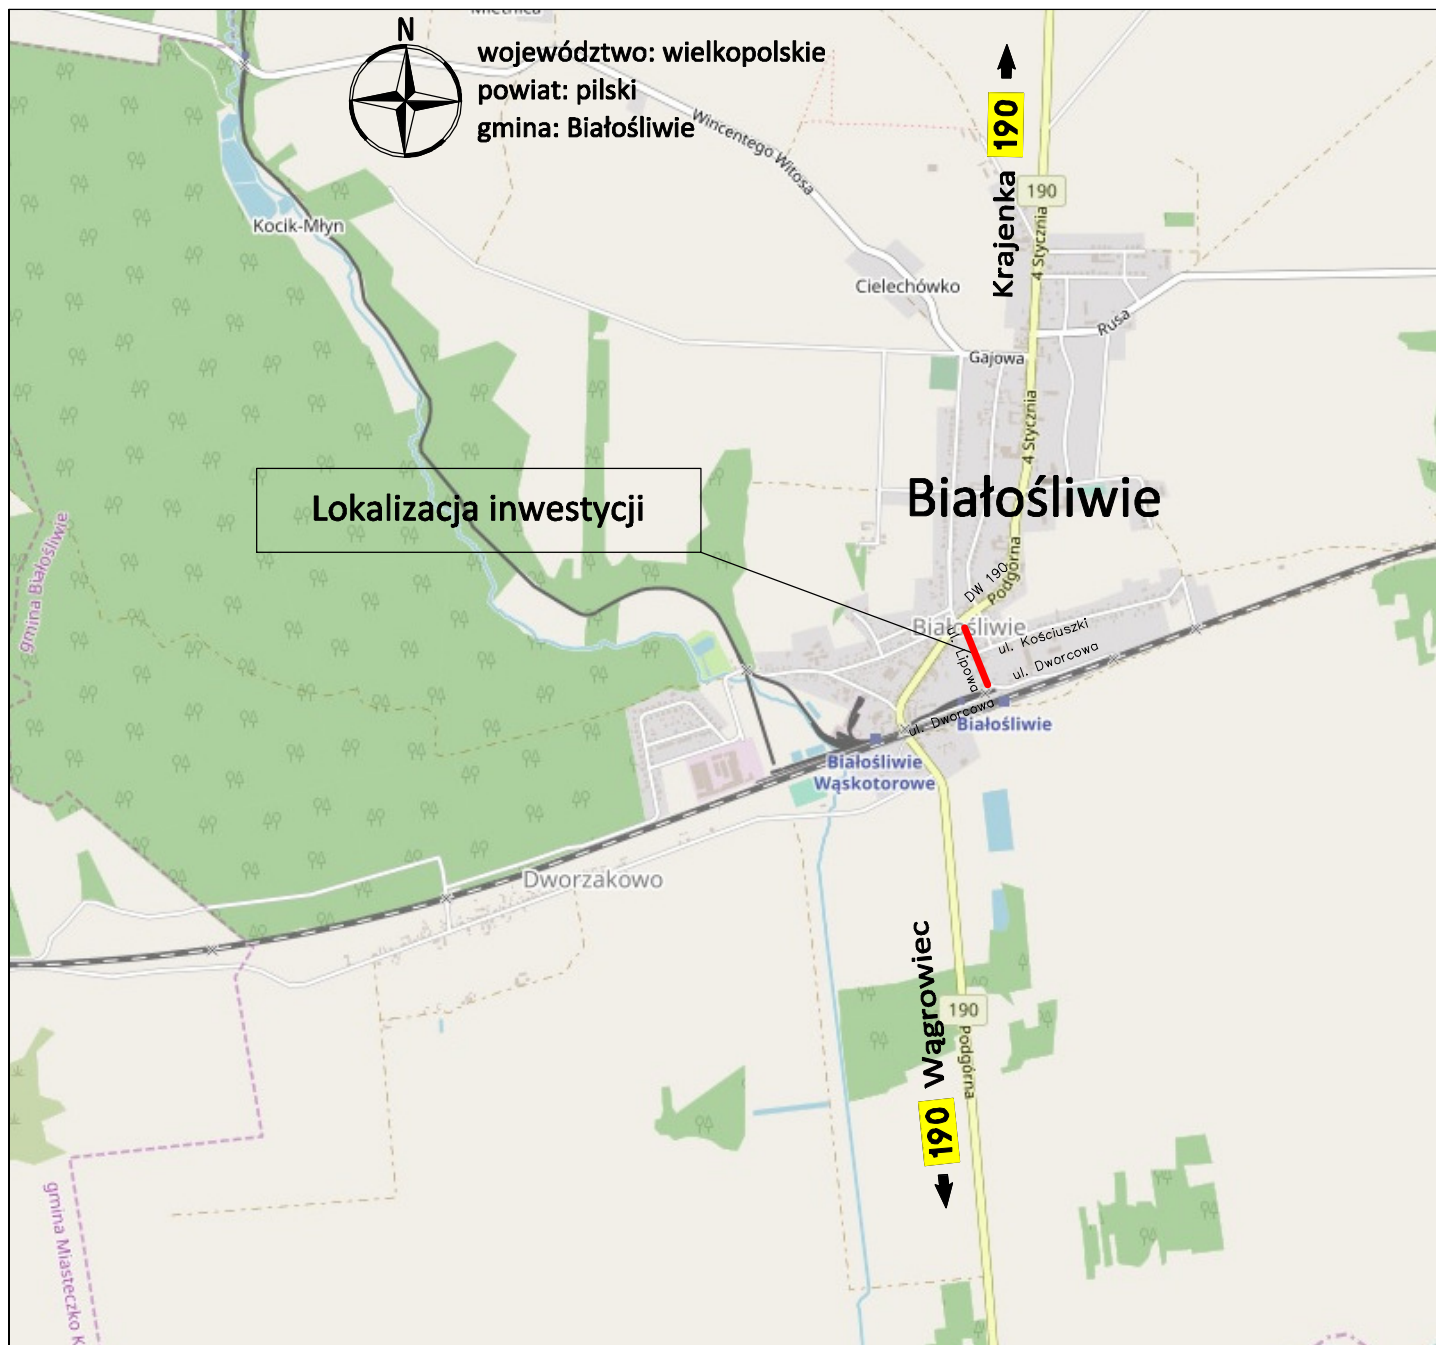 Mietnica
N
województwo: wielkopolskie
powiat: pilski
gmina: Białośliwie
Wincentego Witosa
Krajenka 190
190
4 Stycznia
Kocik-Młyn
Cielechówko
Rusa
Gajowa
4 Stycznia
Białośliwie
Lokalizacja inwestycji
gmina Białośliwie
DW 190
Podgórna
Białośliwie
ul. Kościuszki
ul. Lipowa
ul. Dworcowa
ul. Dworcowa
Białośliwie
Białośliwie
Wąskotorowe
Dworzakowo
190 Wągrowiec
190
Podgórna
gmina Miasteczko K